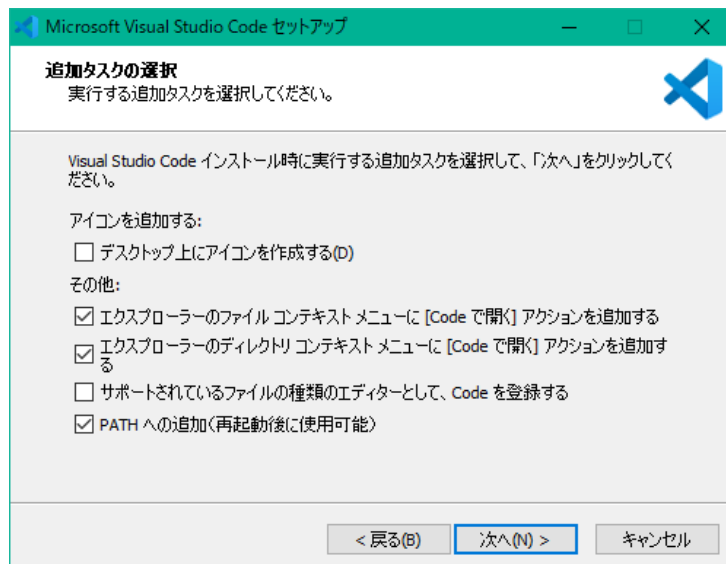 Microsoft Visual Studio Code セットアップ
追加タスクの選択
実行する追加タスクを選択してください。
Visual Studio Code インストール時に実行する追加タスクを選択して、「次へ」をクリックしてく
ださい。
アイコンを追加する:
デスクトップ上にアイコンを作成する(D)
その他:
エクスプローラーのファイル コンテキスト メニューに [Code で開く] アクションを追加する
エクスプローラーのディレクトリ コンテキスト メニューに [Code で開く] アクションを追加す
る
サポートされているファイルの種類のエディターとして、Code を登録する
PATH への追加(再起動後に使用可能)
< 戻る(B)
次へ(N) >
キャンセル